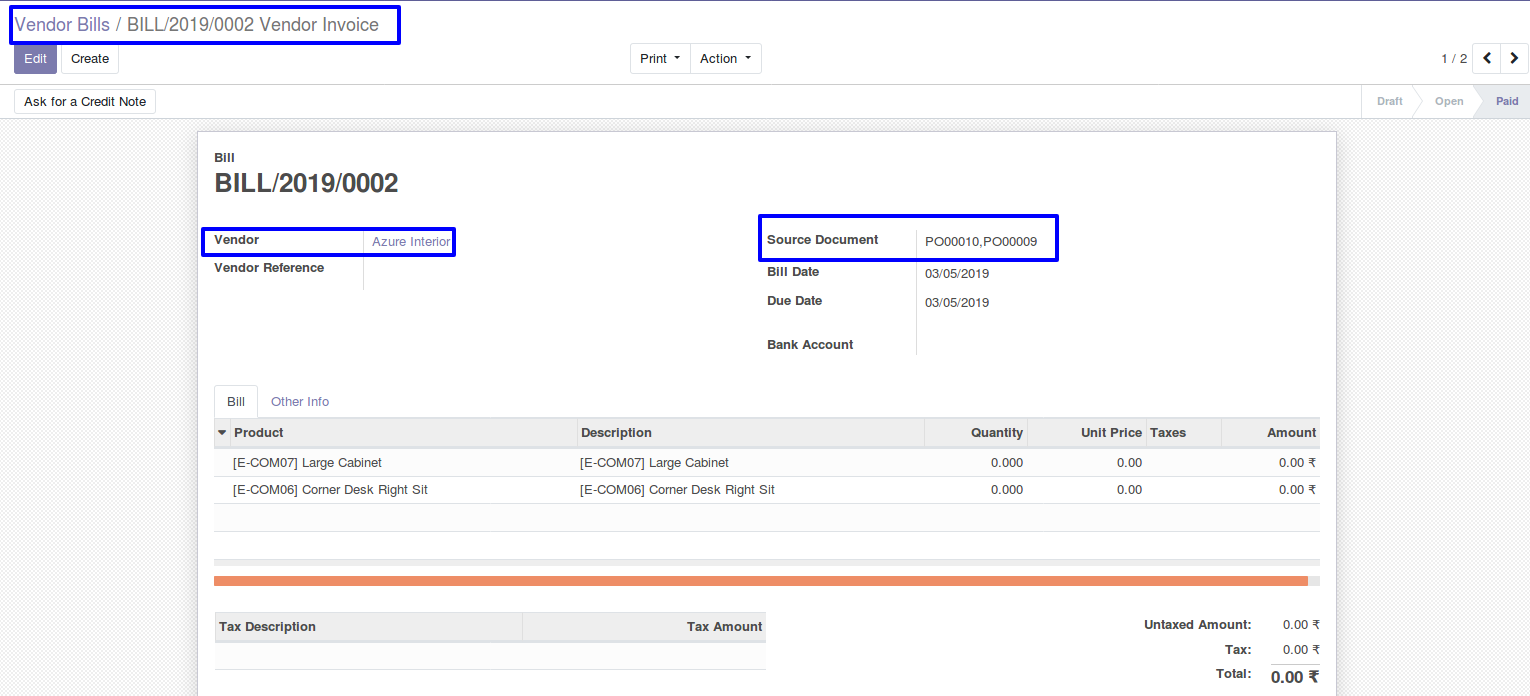 Vendor Bills / BILL/2019/0002 Vendor Invoice
Edit Create Print Action 1 / 2
Ask for a Credit Note Draft Open Paid
Bill
BILL/2019/0002
Vendor Azure Interior Source Document PO00010,PO00009
Vendor Reference Bill Date 03/05/2019
Due Date 03/05/2019
Bank Account
Bill Other Info
Product Description Quantity Unit Price Taxes Amount
[E-COM07] Large Cabinet [E-COM07] Large Cabinet 0.000 0.00 0.00 ₹
[E-COM06] Corner Desk Right Sit [E-COM06] Corner Desk Right Sit 0.000 0.00 0.00 ₹
Tax Description Tax Amount Untaxed Amount: 0.00 ₹
Tax: 0.00 ₹
Total: 0.00 ₹